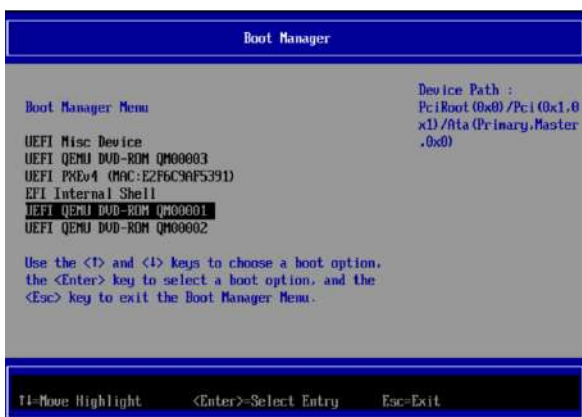 Boot Manager
Boot Manager Menu
UEFI Misc Device
UEFI QEMU DVD-ROM QM00003
UEFI PXEv4 (MAC:E2F6C9AF5391)
EFI Internal Shell
UEFI QEMU DVD-ROM QM00001
UEFI QEMU DVD-ROM QM00002
Use the <↑> and <↓> keys to choose a boot option,
the <Enter> key to select a boot option, and the
<Esc> key to exit the Boot Manager Menu.
Device Path :
PciRoot(0x0)/Pci(0x1,0
x1)/Ata(Primary,Master
,0x0)
↑↓=Move Highlight <Enter>=Select Entry Esc=Exit